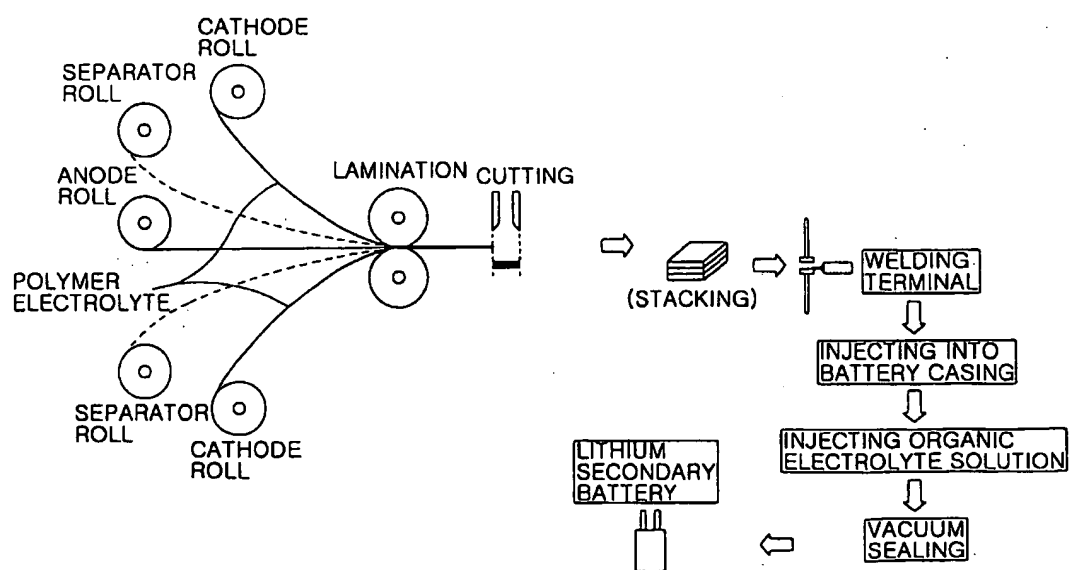 CATHODE
ROLL
SEPARATOR
ROLL
ANODE
ROLL
LAMINATION
CUTTING
POLYMER
ELECTROLYTE
SEPARATOR
ROLL
CATHODE
ROLL
(STACKING)
WELDING
TERMINAL
INJECTING INTO
BATTERY CASING
INJECTING ORGANIC
ELECTROLYTE SOLUTION
VACUUM
SEALING
LITHIUM
SECONDARY
BATTERY